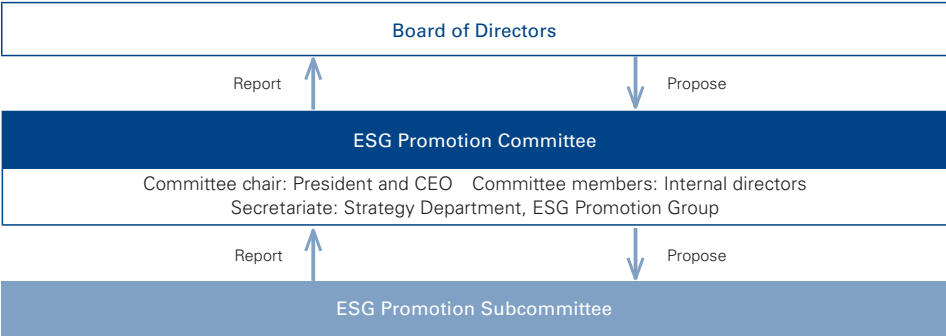 Board of Directors
Report
Propose
ESG Promotion Committee
Committee chair: President and CEO Committee members: Internal directors
Secretariate: Strategy Department, ESG Promotion Group
Report
Propose
ESG Promotion Subcommittee